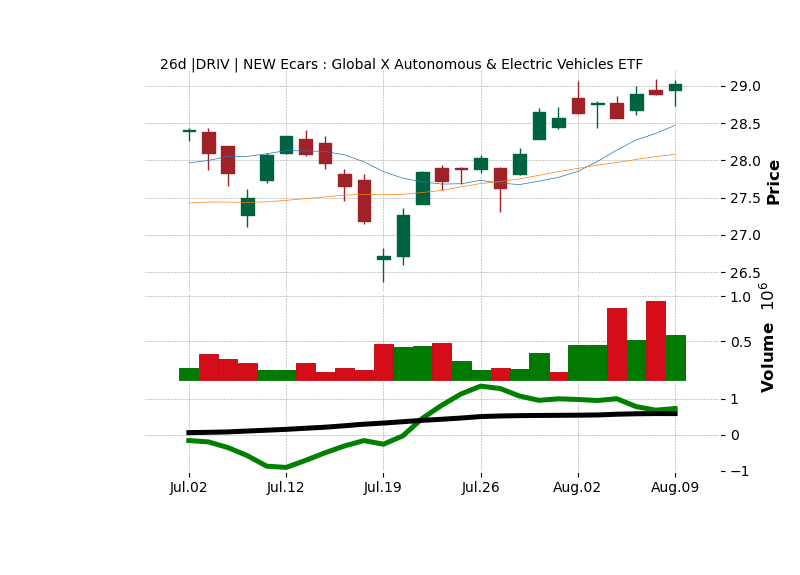 26d |DRIV | NEW Ecars : Global X Autonomous & Electric Vehicles ETF
29.0
28.5
28.0
27.5
27.0
26.5
Price
1.0
0.5
Volume 10^6
1
0
−1
Jul.02 Jul.12 Jul.19 Jul.26 Aug.02 Aug.09